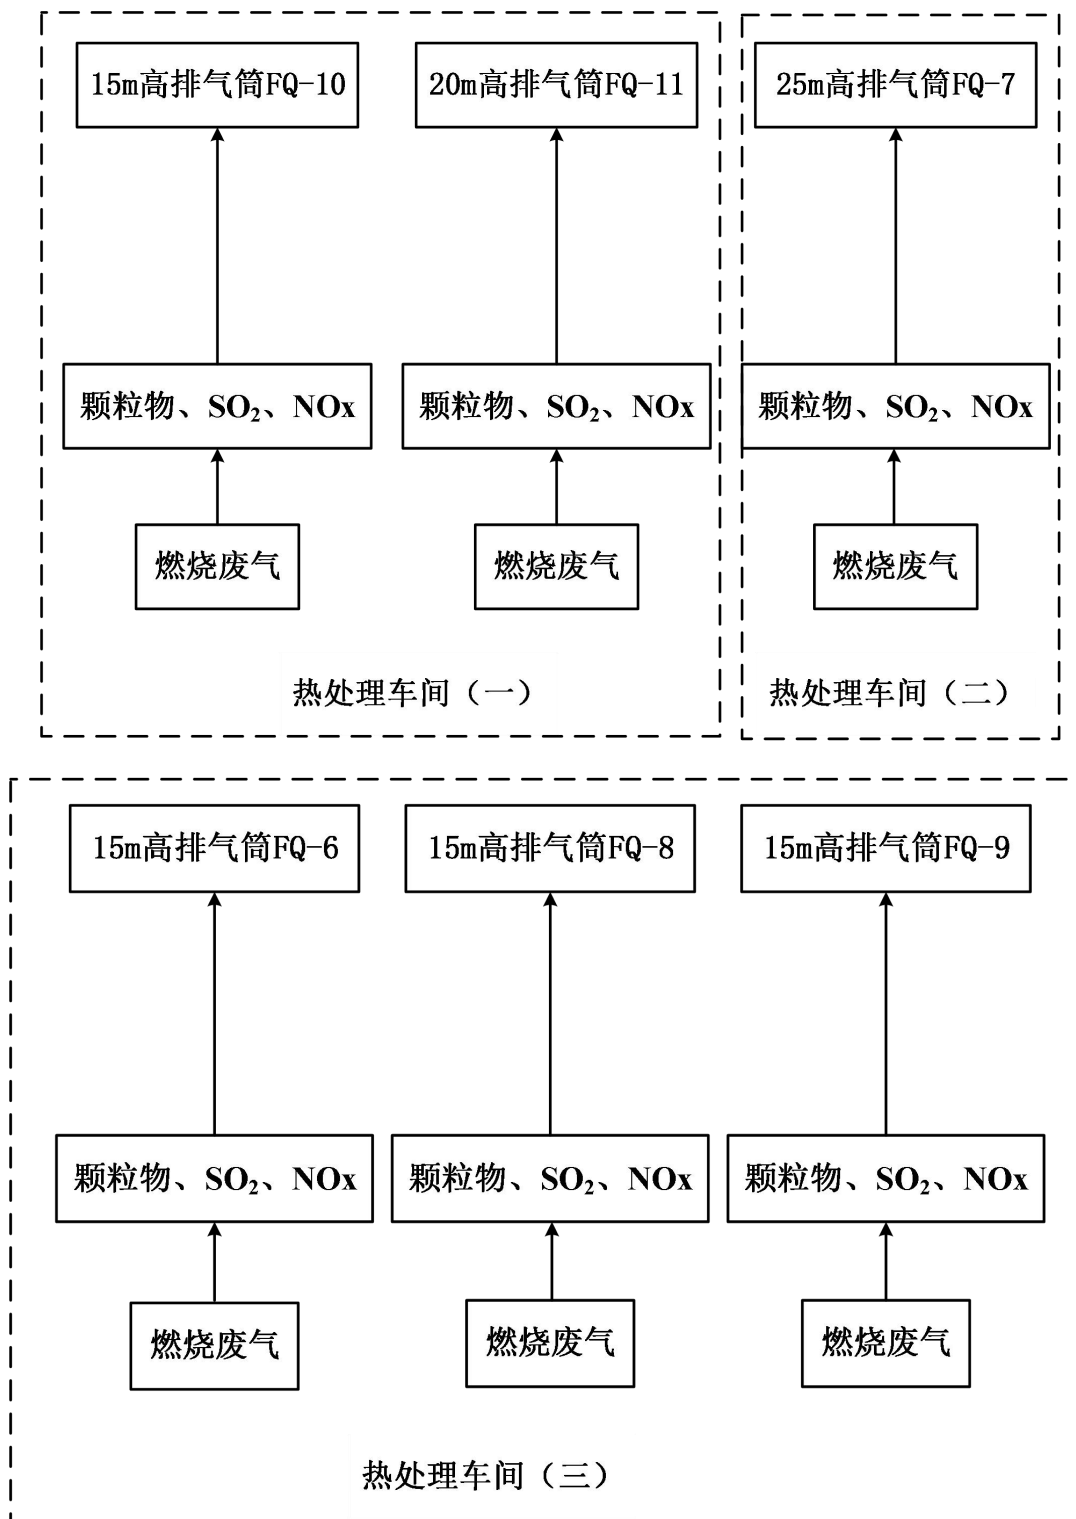 15m高排气筒FQ-10
20m高排气筒FQ-11
25m高排气筒FQ-7
颗粒物、SO₂、NOx
颗粒物、SO₂、NOx
颗粒物、SO₂、NOx
燃烧废气
燃烧废气
燃烧废气
热处理车间（一）
热处理车间（二）
15m高排气筒FQ-6
15m高排气筒FQ-8
15m高排气筒FQ-9
颗粒物、SO₂、NOx
颗粒物、SO₂、NOx
颗粒物、SO₂、NOx
燃烧废气
燃烧废气
燃烧废气
热处理车间（三）